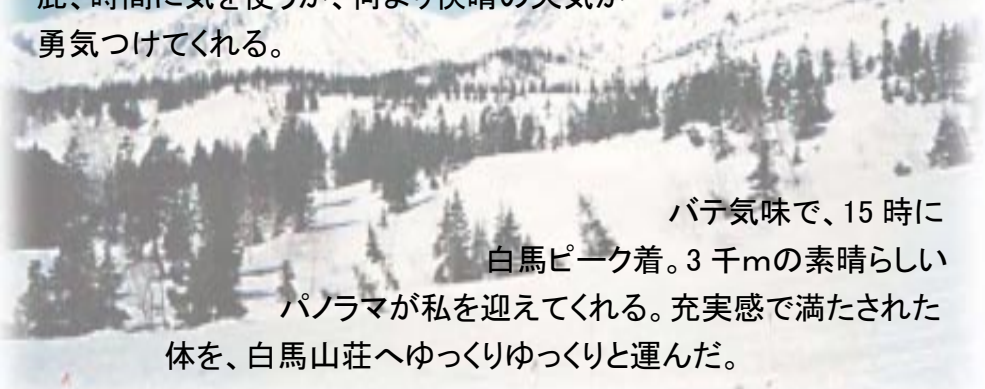 庇、時間に気を使うが、何より快晴の天気が
勇気つけてくれる。
バテ気味で、15 時に
白馬ピーク着。3 千mの素晴らしい
パノラマが私を迎えてくれる。充実感で満たされた
体を、白馬山荘へゆっくりゆっくりと運んだ。